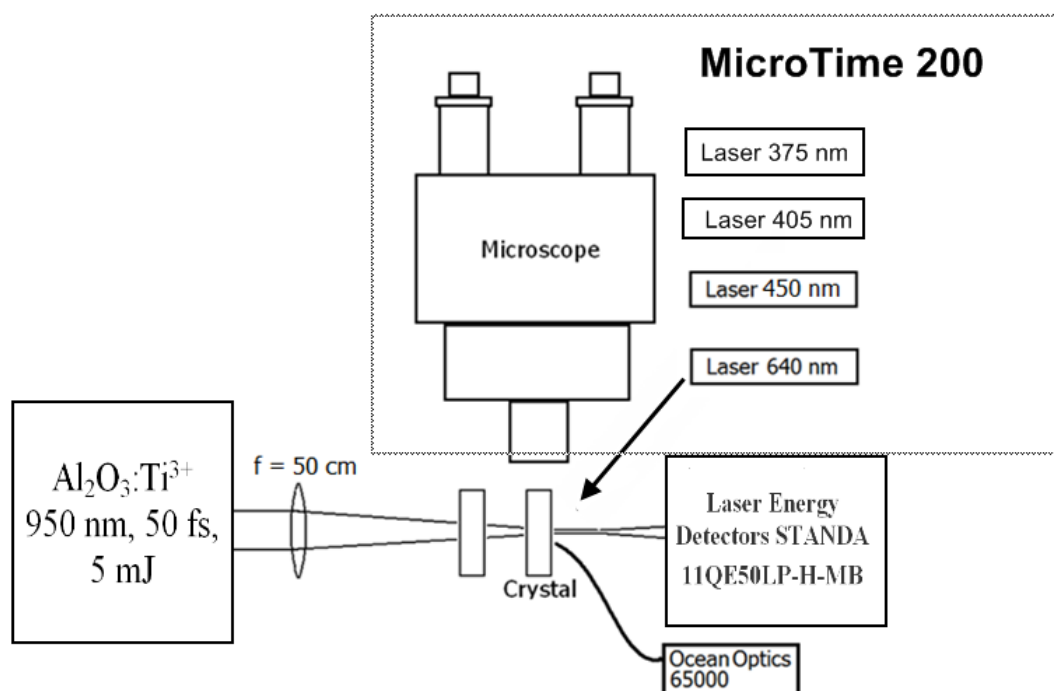 MicroTime 200
Laser 375 nm
Laser 405 nm
Microscope
Laser 450 nm
Laser 640 nm
Al₂O₃:Ti³⁺
950 nm, 50 fs,
5 mJ
f = 50 cm
Crystal
Laser Energy
Detectors STANDA
11QE50LP-H-MB
Ocean Optics
65000